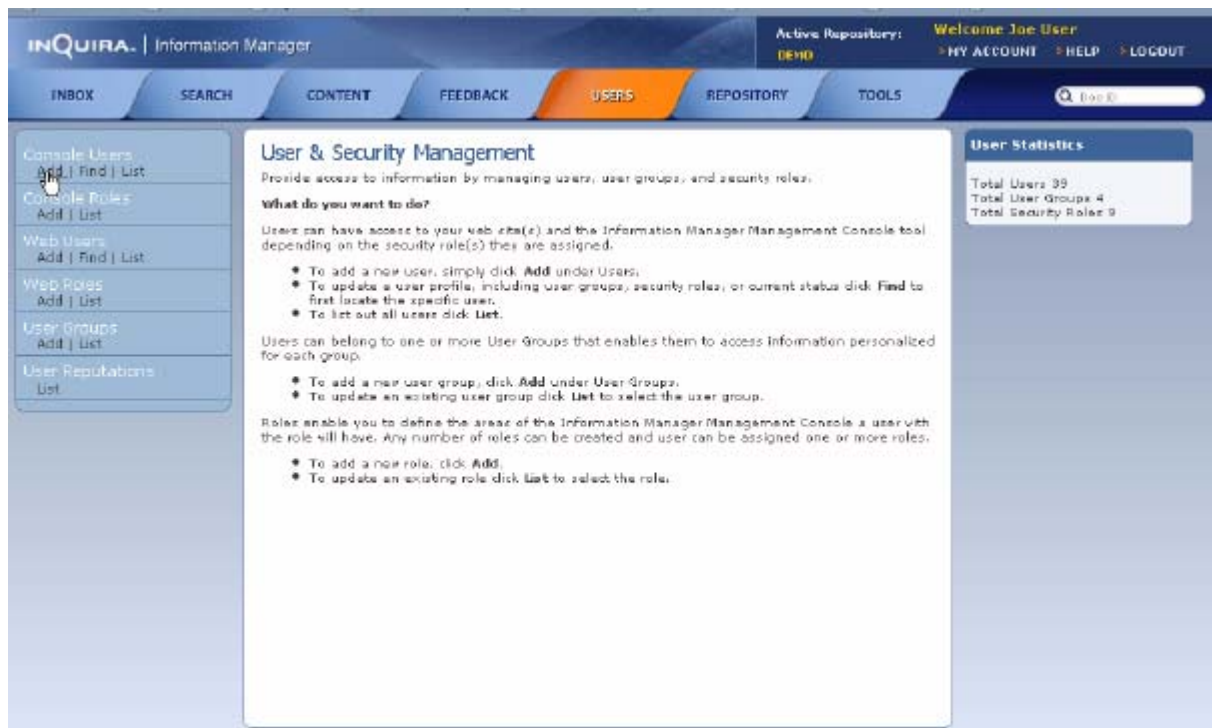 INQUIRA. | Information Manager
Active Repository:
DEMO
Welcome Joe User
MY ACCOUNT
HELP
LOGOUT
INBOX
SEARCH
CONTENT
FEEDBACK
USERS
REPOSITORY
TOOLS
Doc ID
Console Users
Add | Find | List
Console Roles
Add | List
Web Users
Add | Find | List
Web Roles
Add | List
User Groups
Add | List
User Reputations
List
User & Security Management
Provide access to information by managing users, user groups, and security roles.
What do you want to do?
Users can have access to your web site(s) and the Information Manager Management Console tool
depending on the security role(s) they are assigned.
To add a new user, simply click Add under Users.
To update a user profile, including user groups, security roles, or current status click Find to
first locate the specific user.
To list out all users click List.
Users can belong to one or more User Groups that enables them to access information personalized
for each group.
To add a new user group, click Add under User Groups.
To update an existing user group click List to select the user group.
Roles enable you to define the areas of the Information Manager Management Console a user with
the role will have. Any number of roles can be created and user can be assigned one or more roles.
To add a new role, click Add.
To update an existing role click List to select the role.
User Statistics
Total Users 39
Total User Groups 4
Total Security Roles 9